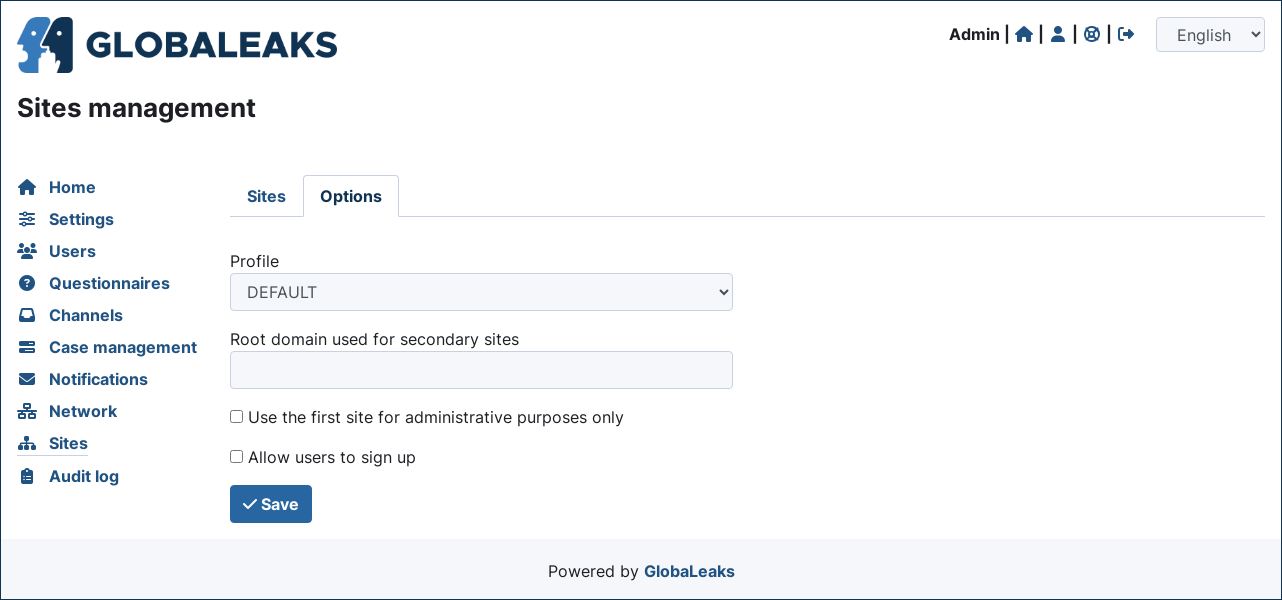 GLOBALEAKS
Admin | | | |
English
Sites management
Home
Settings
Users
Questionnaires
Channels
Case management
Notifications
Network
Sites
Audit log
Sites
Options
Profile
DEFAULT
Root domain used for secondary sites
Use the first site for administrative purposes only
Allow users to sign up
Save
Powered by GlobaLeaks